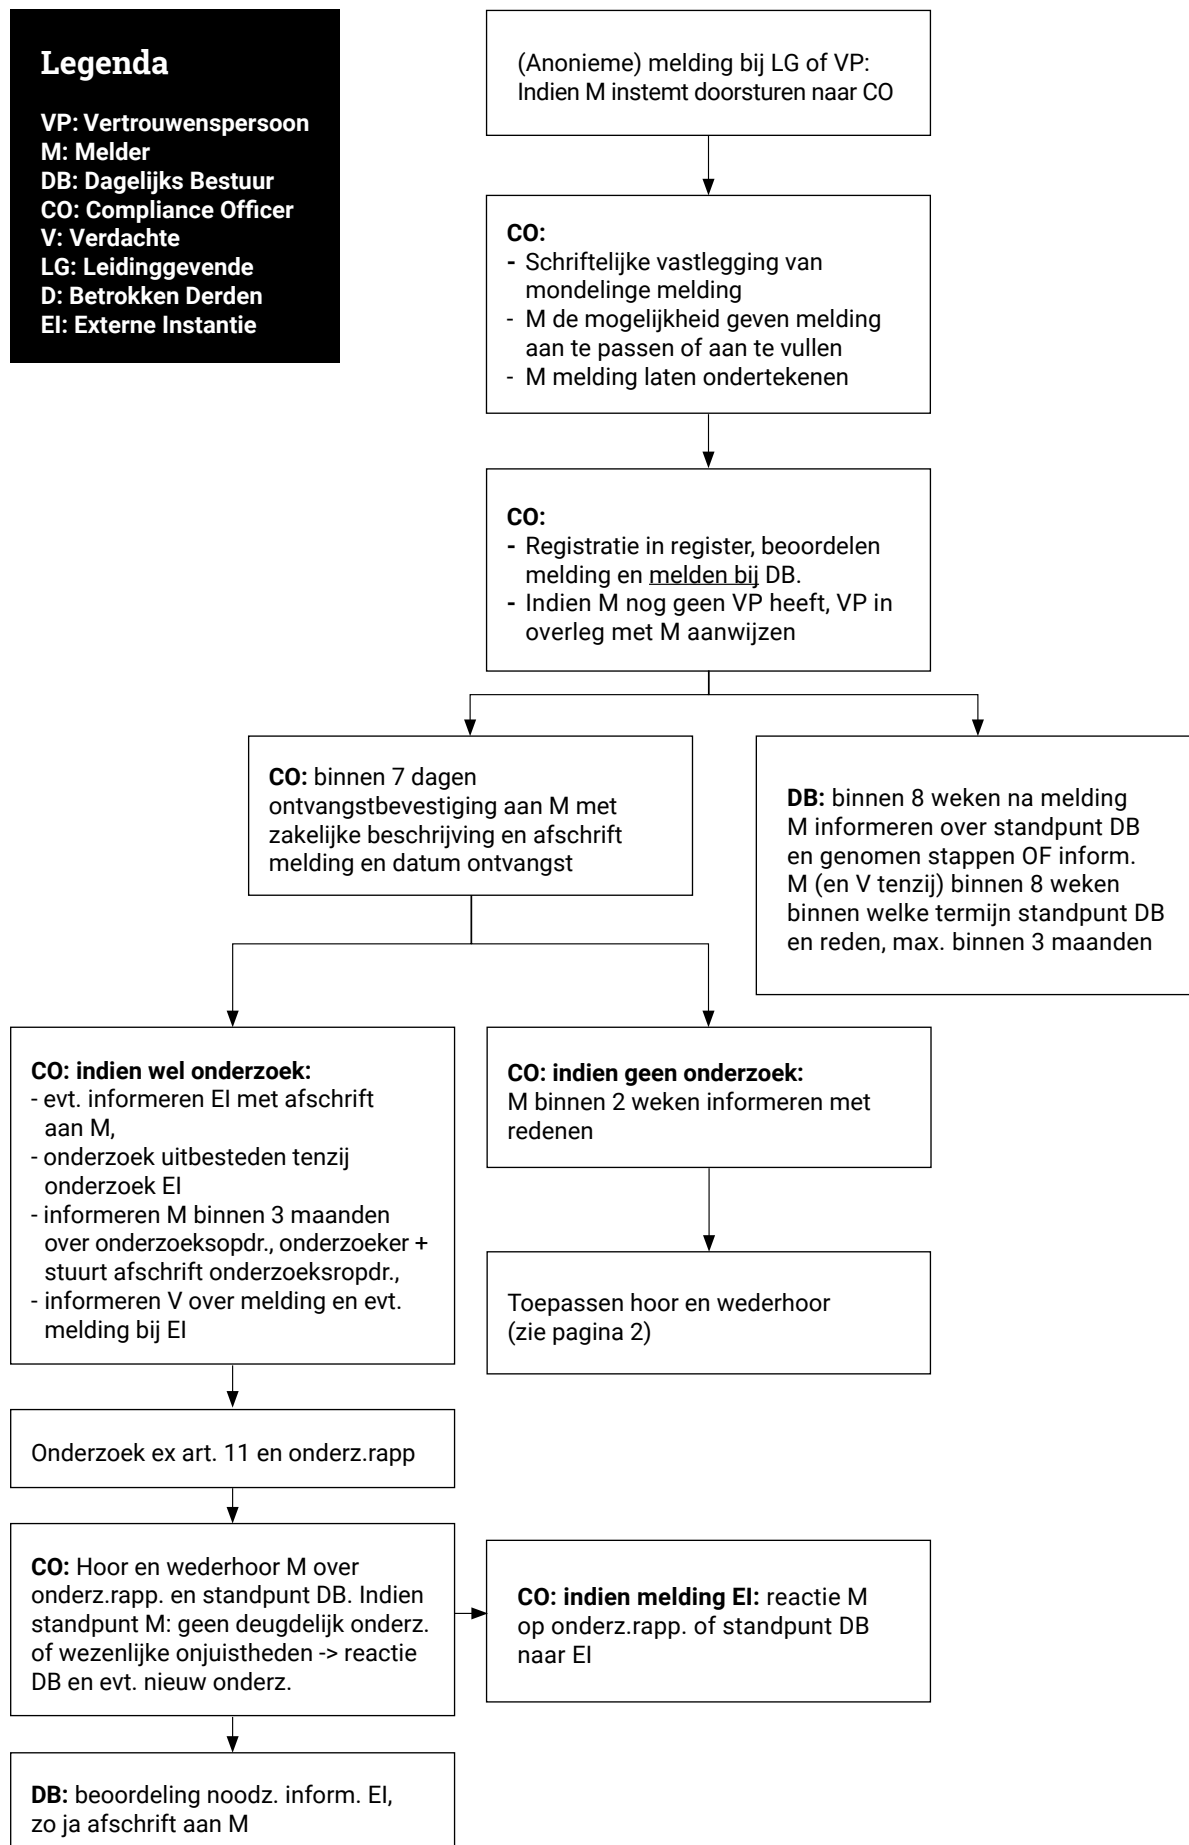 Legenda
VP: Vertrouwenspersoon
M: Melder
DB: Dagelijks Bestuur
CO: Compliance Officer
V: Verdachte
LG: Leidinggevende
D: Betrokken Derden
EI: Externe Instantie
(Anonieme) melding bij LG of VP:
Indien M instemt doorsturen naar CO
CO:
- Schriftelijke vastlegging van
mondelinge melding
- M de mogelijkheid geven melding
aan te passen of aan te vullen
- M melding laten ondertekenen
CO:
- Registratie in register, beoordelen
melding en melden bij DB.
- Indien M nog geen VP heeft, VP in
overleg met M aanwijzen
CO: binnen 7 dagen
ontvangstbevestiging aan M met
zakelijke beschrijving en afschrift
melding en datum ontvangst
DB: binnen 8 weken na melding
M informeren over standpunt DB
en genomen stappen OF inform.
M (en V tenzij) binnen 8 weken
binnen welke termijn standpunt DB
en reden, max. binnen 3 maanden
CO: indien wel onderzoek:
- evt. informeren EI met afschrift
aan M,
- onderzoek uitbesteden tenzij
onderzoek EI
- informeren M binnen 3 maanden
over onderzoeksopdr., onderzoeker +
stuurt afschrift onderzoeksropdr.,
- informeren V over melding en evt.
melding bij EI
CO: indien geen onderzoek:
M binnen 2 weken informeren met
redenen
Toepassen hoor en wederhoor
(zie pagina 2)
Onderzoek ex art. 11 en onderz.rapp
CO: Hoor en wederhoor M over
onderz.rapp. en standpunt DB. Indien
standpunt M: geen deugdelijk onderz.
of wezenlijke onjuistheden -> reactie
DB en evt. nieuw onderz.
CO: indien melding EI: reactie M
op onderz.rapp. of standpunt DB
naar EI
DB: beoordeling noodz. inform. EI,
zo ja afschrift aan M